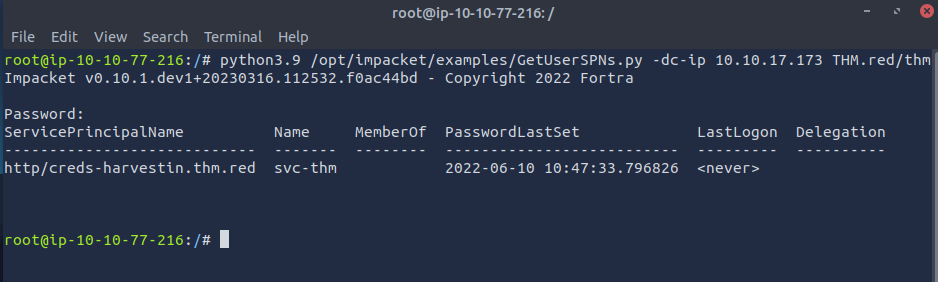 root@ip-10-10-77-216: /
File Edit View Search Terminal Help
root@ip-10-10-77-216:/# python3.9 /opt/impacket/examples/GetUserSPNs.py -dc-ip 10.10.17.173 THM.red/thm
Impacket v0.10.1.dev1+20230316.112532.f0ac44bd - Copyright 2022 Fortra
Password:
ServicePrincipalName          Name     MemberOf  PasswordLastSet             LastLogon  Delegation
----------------------------  -------  --------  --------------------------  ---------  ----------
http/creds-harvestin.thm.red  svc-thm            2022-06-10 10:47:33.796826  <never>
root@ip-10-10-77-216:/#